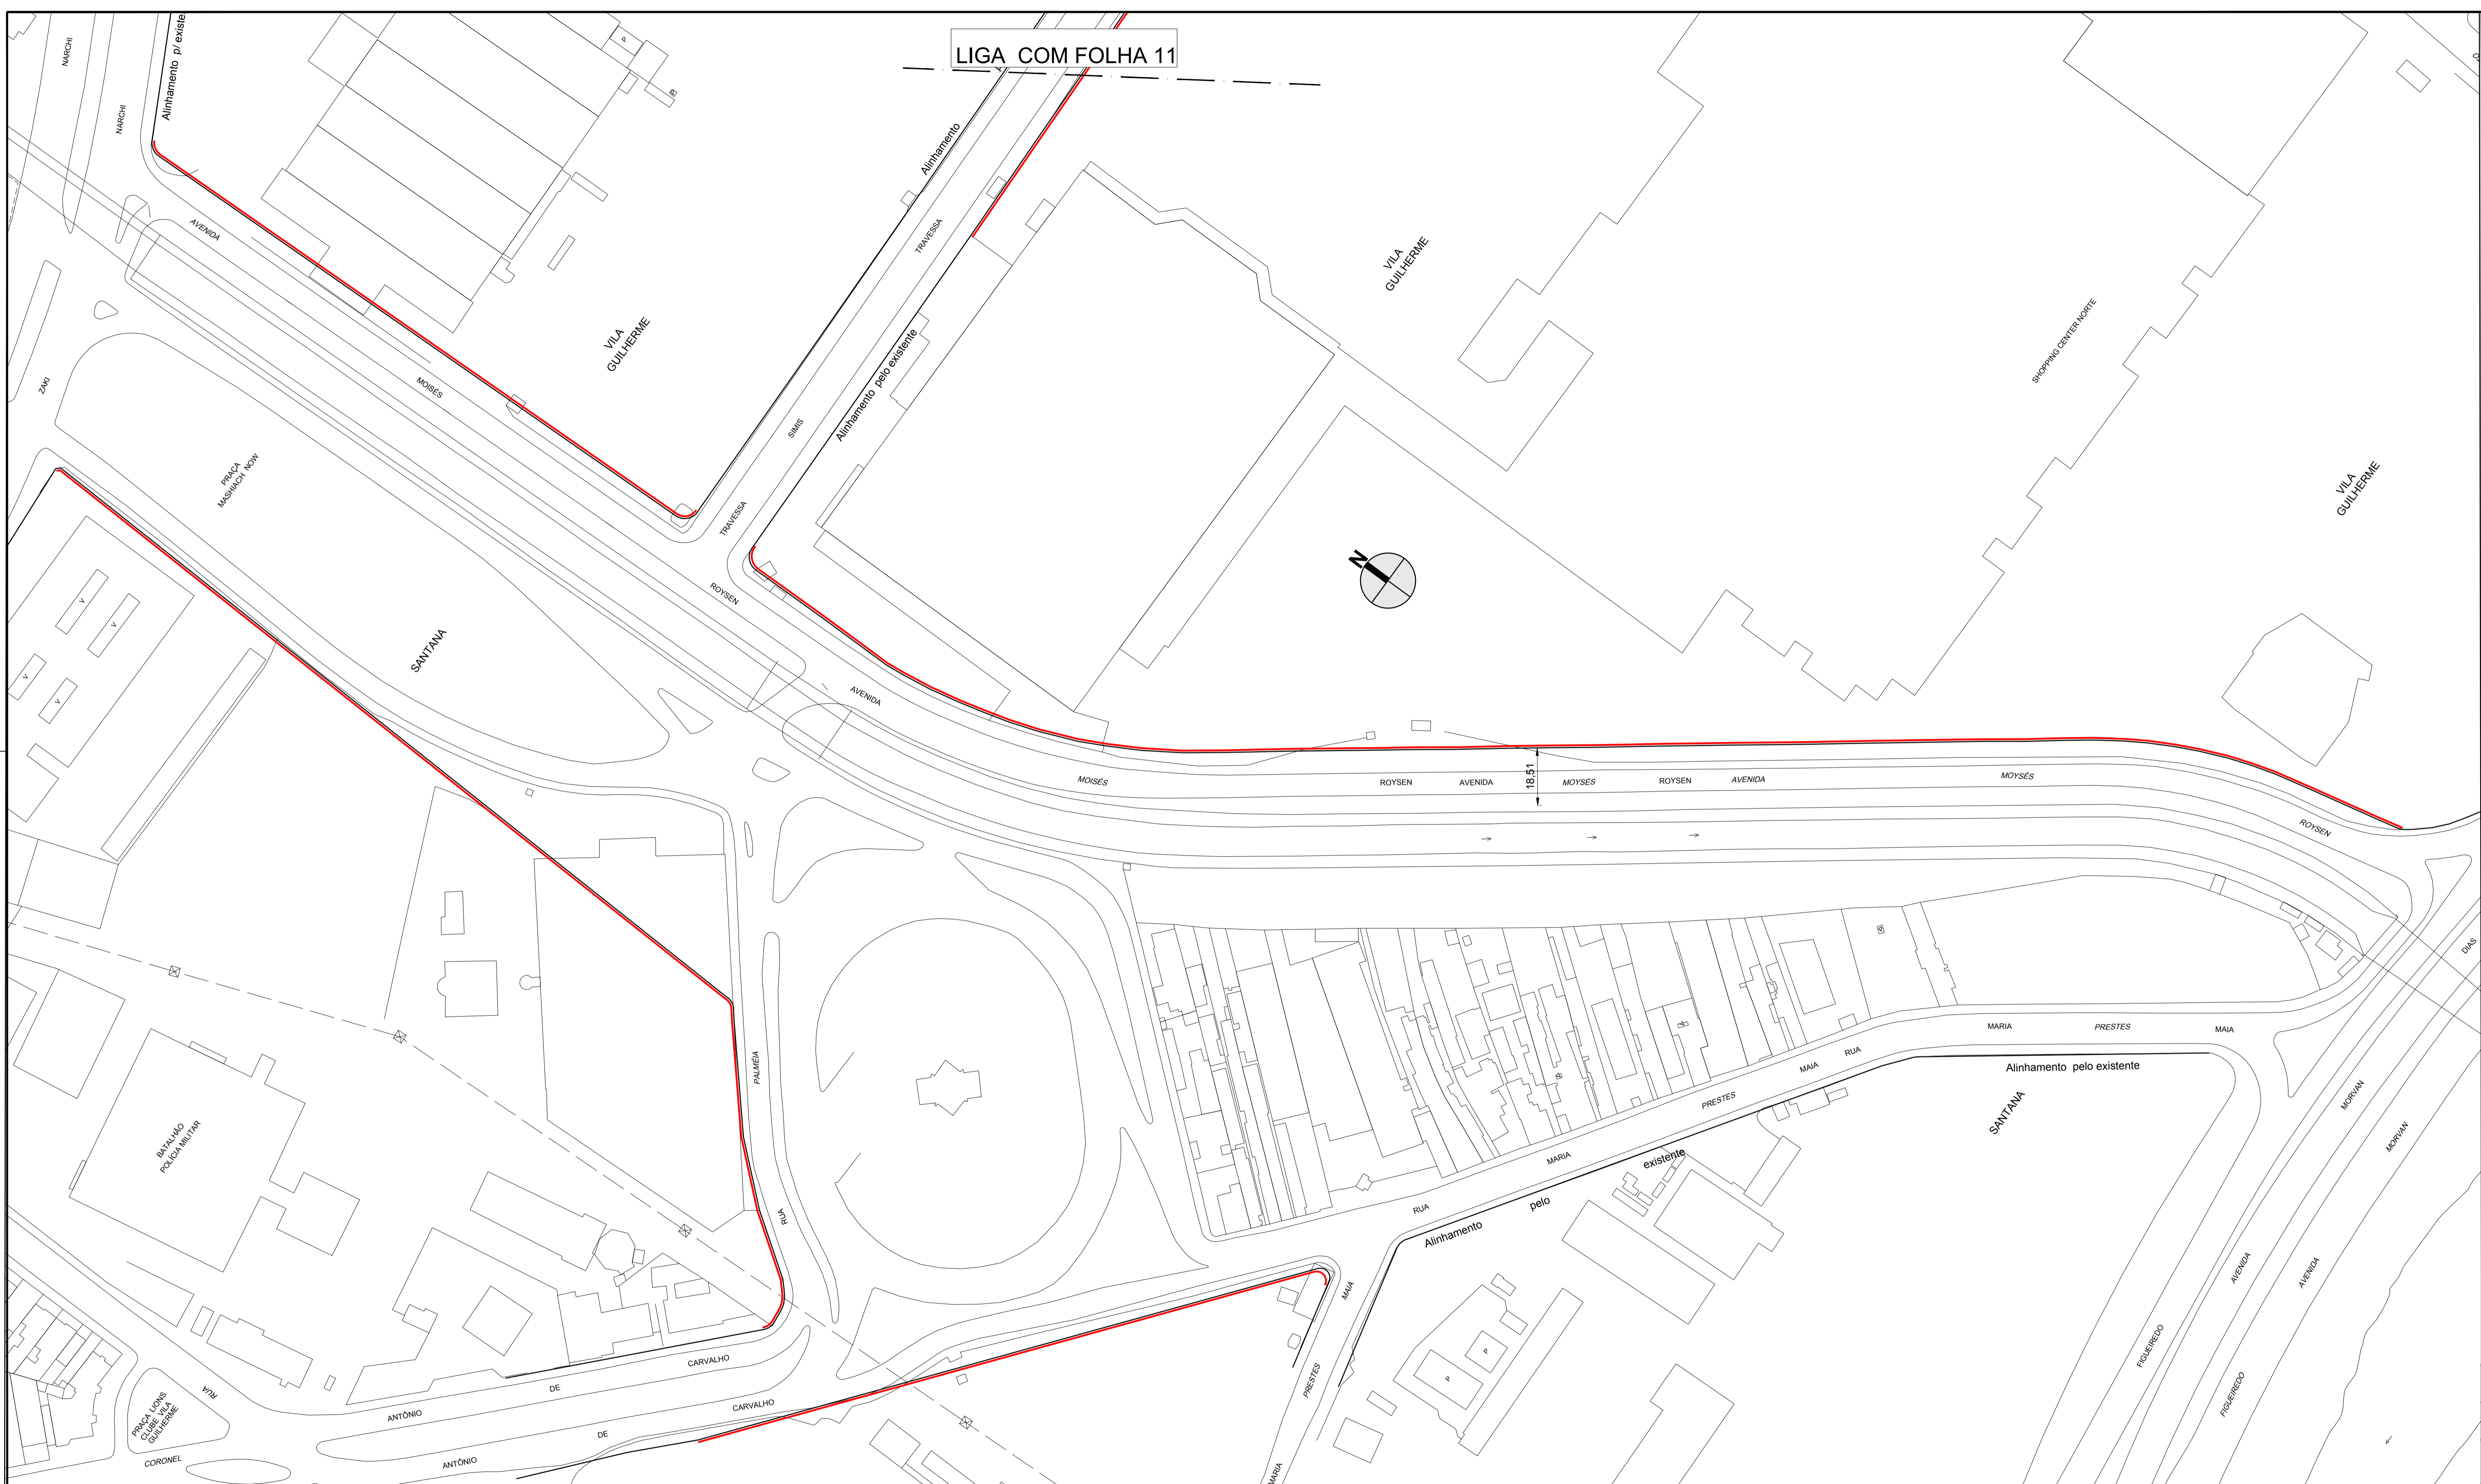 LIGA COM FOLHA 11
NARCHI
NARCHI
Alinhamento p/ existe
P
Alinhamento
AVENIDA
TRAVESSA
VILA
GUILHERME
SHOPPING CENTER NORTE
VILA
GUILHERME
Alinhamento pelo existente
ZAKI
MOISÉS
SIMIS
PRAÇA
MASHIACH NOW
VILA
GUILHERME
TRAVESSA
N
ROYSEN
V
V
V
V
SANTANA
AVENIDA
MOISÉS
ROYSEN
AVENIDA
18.51
MOYSÉS
ROYSEN
AVENIDA
MOYSÉS
ROYSEN
DIAS
MARIA
PRESTES
MAIA
RUA
MAIA
PRESTES
MARIA
RUA
Alinhamento pelo existente
SANTANA
MORVAN
MORVAN
PALMÉIA
RUA
BATALHÃO
POLÍCIA MILITAR
existente
pelo
Alinhamento
AVENIDA
AVENIDA
MAIA
FIGUEIREDO
FIGUEIREDO
PRESTES
MARIA
P
P
CARVALHO
DE
ANTÔNIO
CARVALHO
DE
ANTÔNIO
RUA
PRAÇA LIONS
CLUBE VILA
GUILHERME
CORONEL